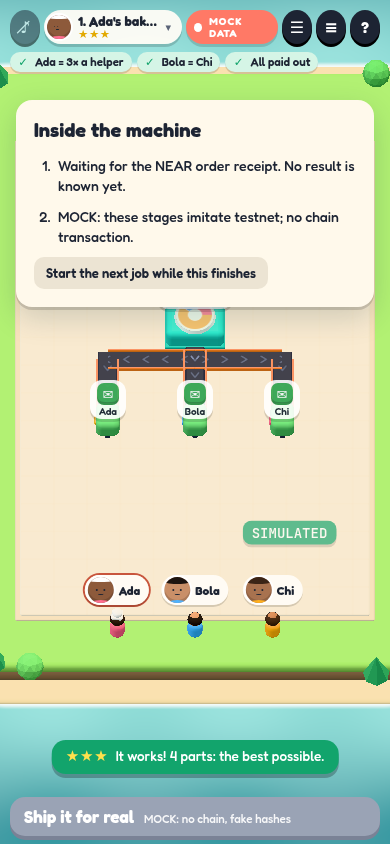 1. Ada's bak...
MOCK DATA
?
✓ Ada = 3x a helper
✓ Bola = Chi
✓ All paid out
Inside the machine
1. Waiting for the NEAR order receipt. No result is known yet.
2. MOCK: these stages imitate testnet; no chain transaction.
Start the next job while this finishes
Ada
Bola
Chi
SIMULATED
Ada
Bola
Chi
★★★ It works! 4 parts: the best possible.
Ship it for real MOCK: no chain, fake hashes